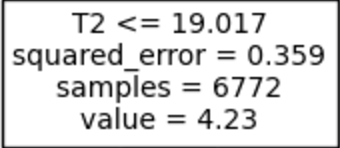 T2 <= 19.017
squared_error = 0.359
samples = 6772
value = 4.23